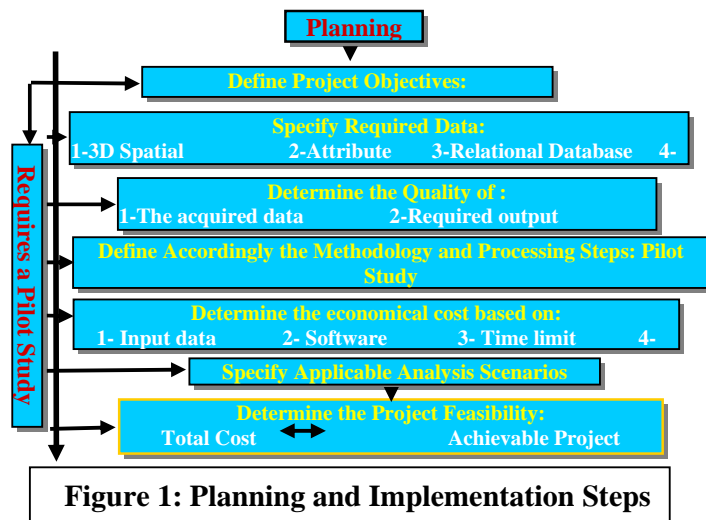 Planning
Define Project Objectives:
Specify Required Data:
1-3D Spatial 2-Attribute 3-Relational Database 4-
Requires a Pilot Study
Determine the Quality of :
1-The acquired data 2-Required output
Define Accordingly the Methodology and Processing Steps: Pilot
Study
Determine the economical cost based on:
1- Input data 2- Software 3- Time limit 4-
Specify Applicable Analysis Scenarios
Determine the Project Feasibility:
Total Cost Achievable Project
Figure 1: Planning and Implementation Steps